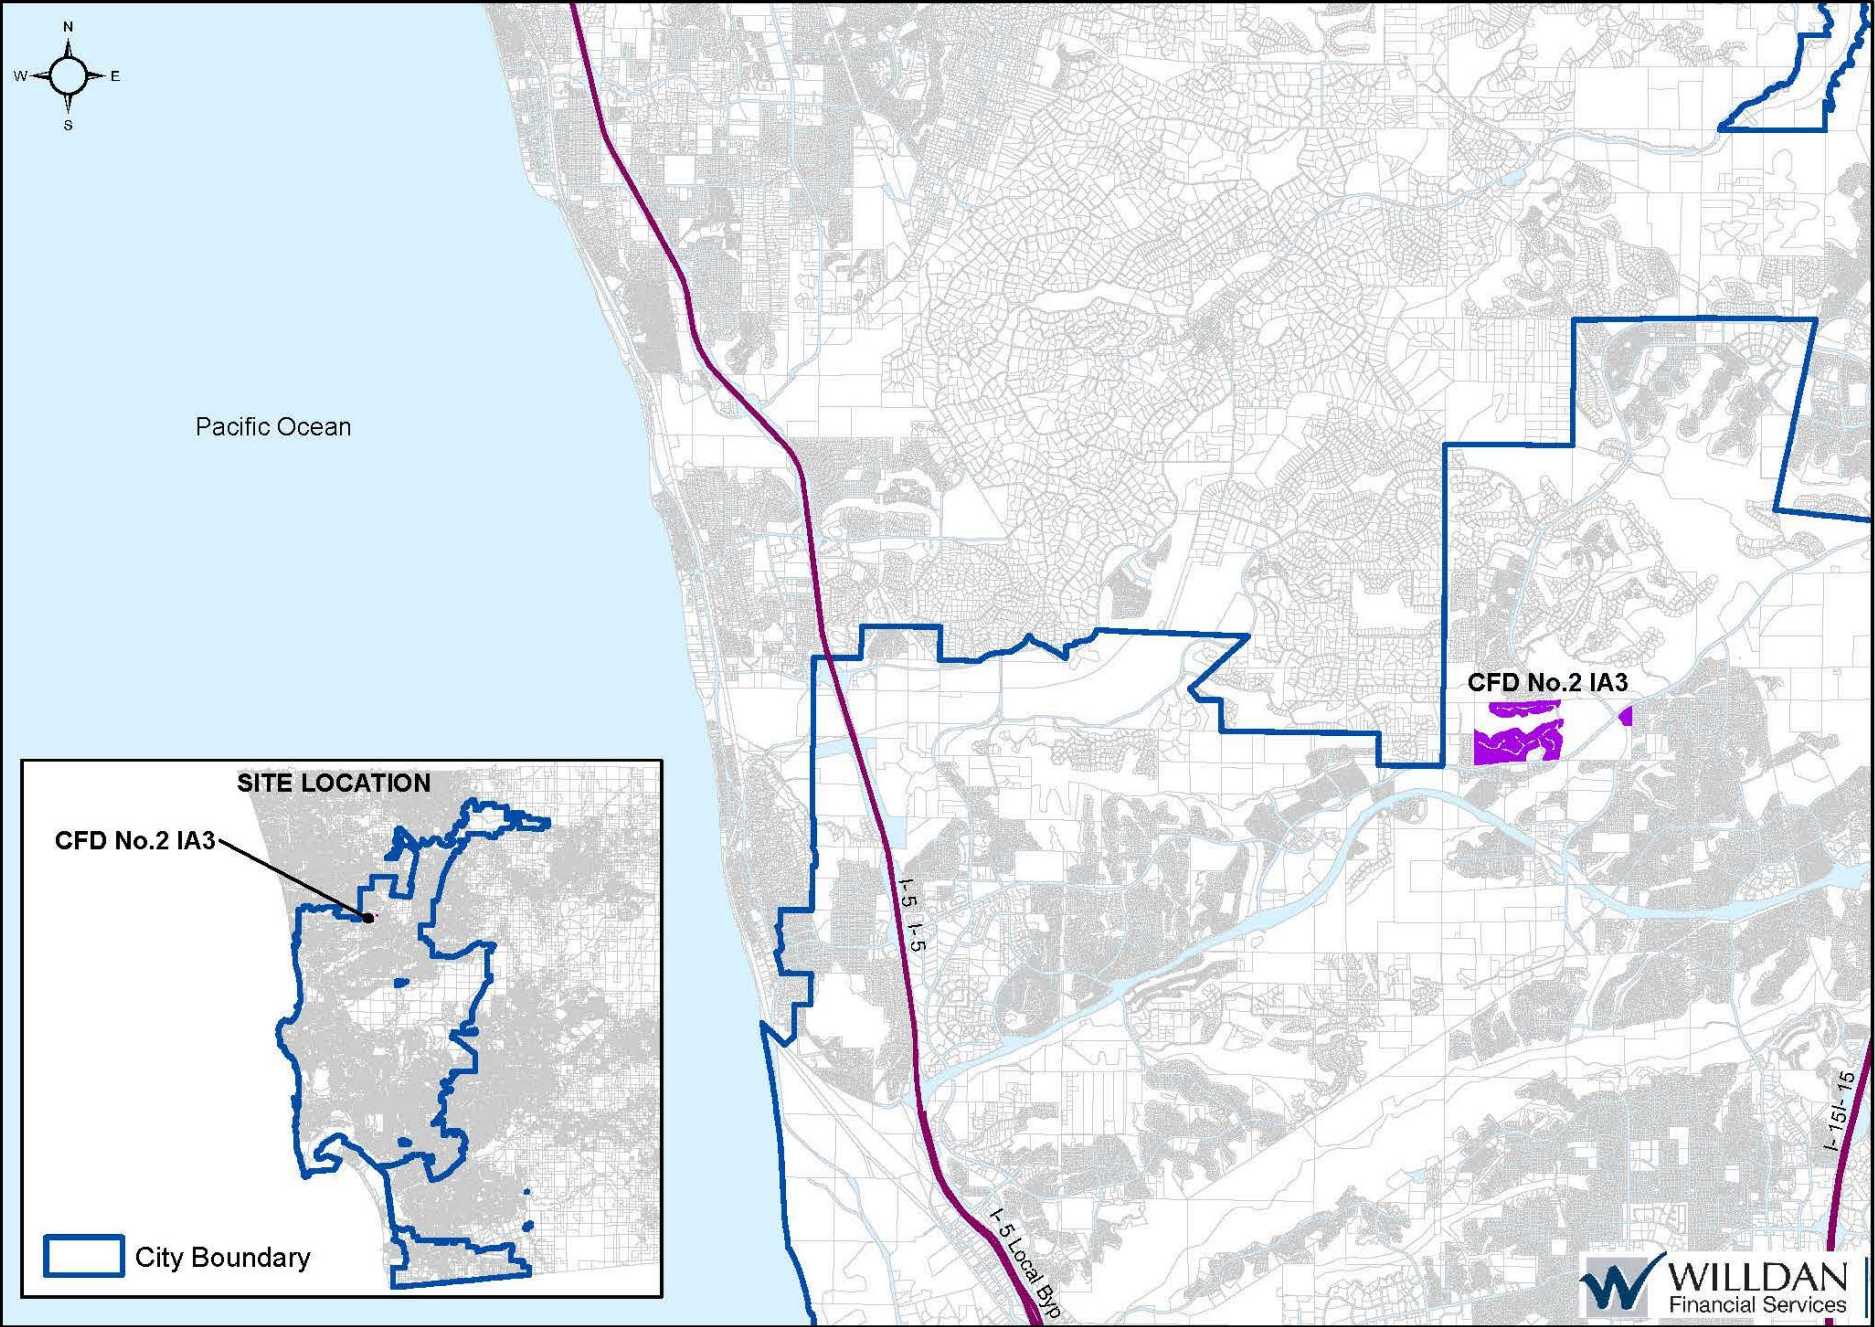 N
W E
S
Pacific Ocean
CFD No.2 IA3
SITE LOCATION
CFD No.2 IA3
City Boundary
I- 5 I- 5
I- 5 Local Byp
I- 15I- 15
WILLDAN
Financial Services